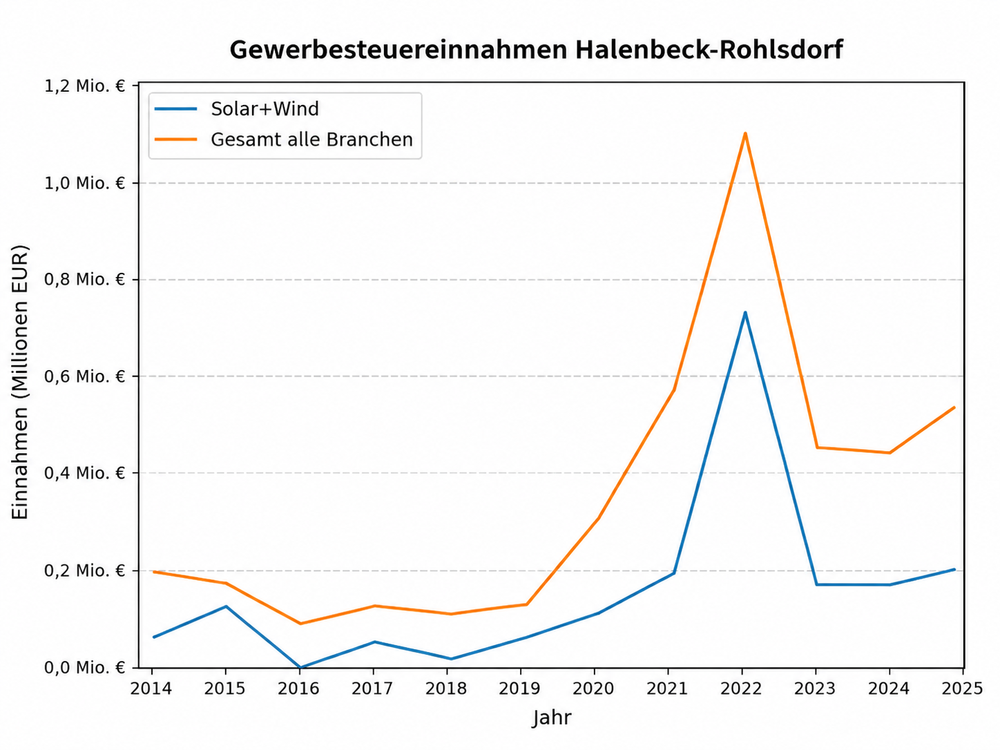 Gewerbesteuereinnahmen Halenbeck-Rohlsdorf
1,2 Mio. €
Solar+Wind
Gesamt alle Branchen
1,0 Mio. €
0,8 Mio. €
0,6 Mio. €
0,4 Mio. €
0,2 Mio. €
0,0 Mio. €
Einnahmen (Millionen EUR)
2014 2015 2016 2017 2018 2019 2020 2021 2022 2023 2024 2025
Jahr